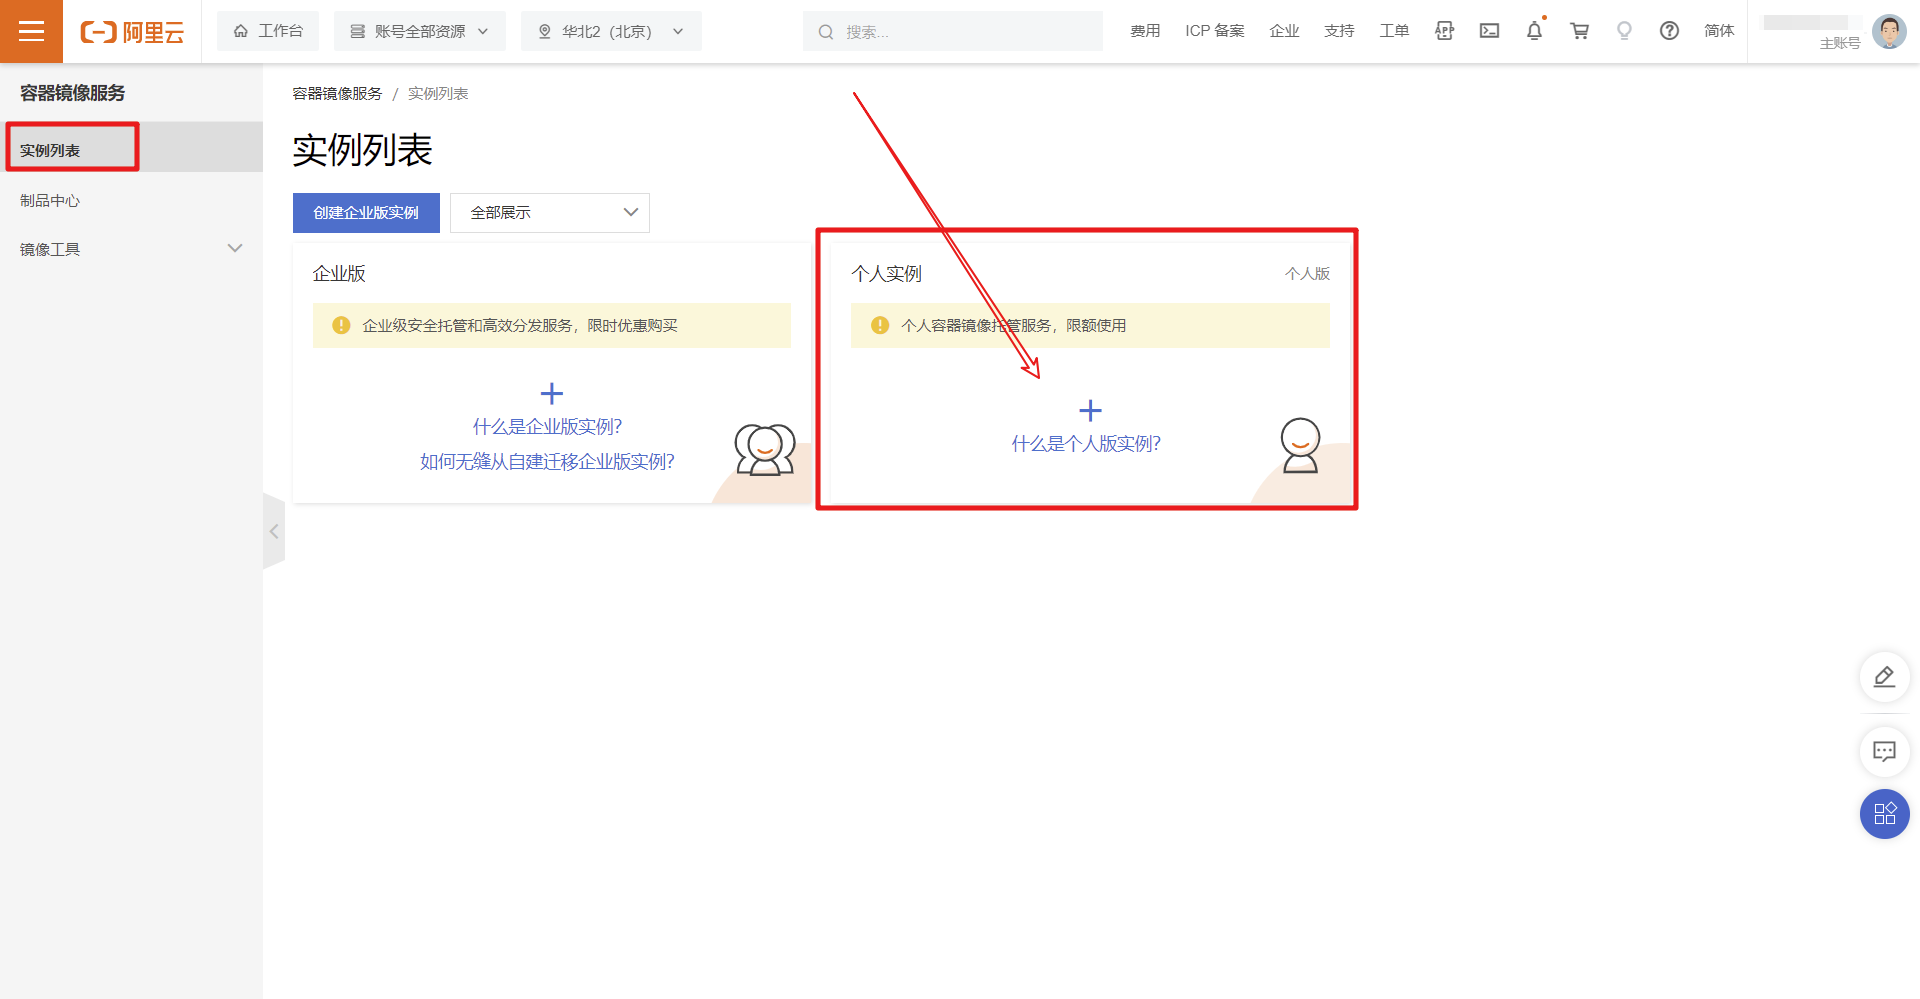 阿里云
工作台
账号全部资源
华北2（北京）
搜索...
费用
ICP 备案
企业
支持
工单
APP
简体
主账号
容器镜像服务
实例列表
制品中心
镜像工具
容器镜像服务 / 实例列表
实例列表
创建企业版实例
全部展示
企业版
企业级安全托管和高效分发服务，限时优惠购买
什么是企业版实例?
如何无缝从自建迁移企业版实例?
个人实例
个人版
个人容器镜像托管服务，限额使用
什么是个人版实例?